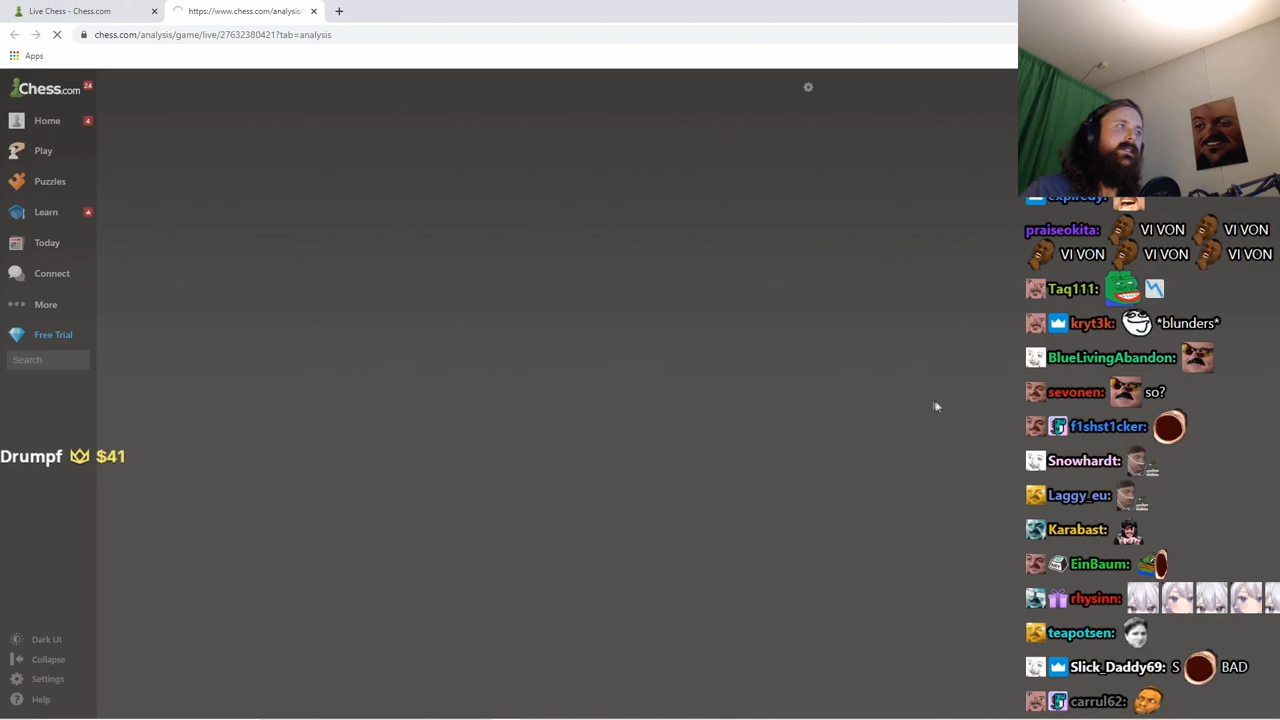 Live Chess - Chess.com
https://www.chess.com/analysis/
chess.com/analysis/game/live/27632380421?tab=analysis
Apps
Chess.com 24
Home 4
Play
Puzzles
Learn
Today
Connect
More
Free Trial
Search
Drumpf $41
Dark UI
Collapse
Settings
Help
expiredy:
praiseokita: VI VON VI VON
VI VON VI VON VI VON
Taq111:
kryt3k: *blunders*
BlueLivingAbandon:
sevonen: so?
f1shst1cker:
Snowhardt:
Laggy_eu:
Karabast:
EinBaum:
rhysinn:
teapotsen:
Slick_Daddy69: S BAD
carrul62: